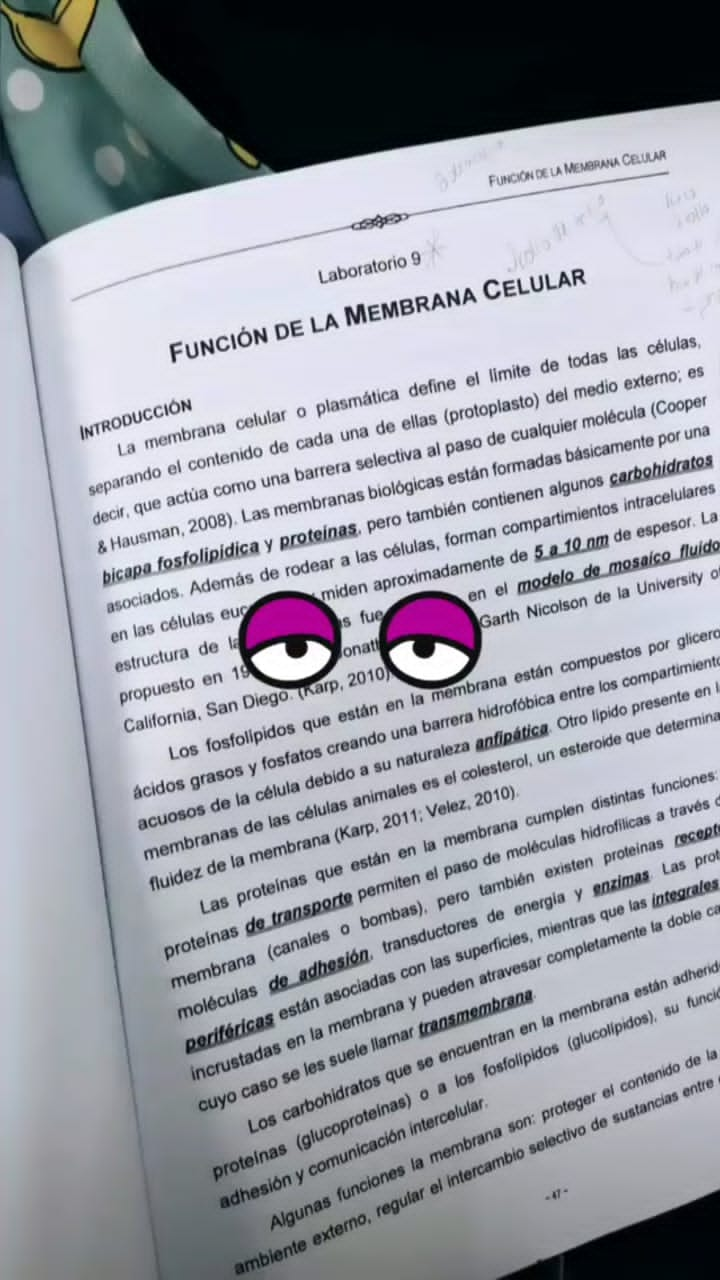 FUNCIÓN DE LA MEMBRANA CELULAR
Laboratorio 9
FUNCIÓN DE LA MEMBRANA CELULAR
INTRODUCCIÓN
La membrana celular o plasmática define el límite de todas las células,
separando el contenido de cada una de ellas (protoplasto) del medio externo; es
decir, que actúa como una barrera selectiva al paso de cualquier molécula (Cooper
& Hausman, 2008). Las membranas biológicas están formadas básicamente por una
bicapa fosfolipídica y proteínas, pero también contienen algunos carbohidratos
asociados. Además de rodear a las células, forman compartimientos intracelulares
en las células miden aproximadamente de 5 a 10 nm de espesor. La
estructura de fue en el modelo de mosaico fluido
propuesto en Garth Nicolson de la University
California, San Diego. (Karp, 2010)
Los fosfolípidos que están en la membrana están compuestos por
ácidos grasos y fosfatos creando una barrera hidrofóbica entre los
acuosos de la célula debido a su naturaleza anfipática. Otro lípido presente en
membranas de las células animales es el colesterol, un esteroide que determina
fluidez de la membrana (Karp, 2011; Velez, 2010).
Las proteínas que están en la membrana cumplen distintas funciones:
proteínas de transporte permiten el paso de moléculas hidrofílicas a través
membrana (canales o bombas), pero también existen proteínas
moléculas de adhesión, transductores de energía y enzimas. Las
periféricas están asociadas con las superficies, mientras que las integrales
incrustadas en la membrana y pueden atravesar completamente la doble
cuyo caso se les suele llamar transmembrana.
Los carbohidratos que se encuentran en la membrana están
proteínas (glucoproteínas) o a los fosfolípidos (glucolípidos), su
adhesión y comunicación intercelular.
Algunas funciones la membrana son: proteger el contenido de la
ambiente externo, regular el intercambio selectivo de sustancias entre
- 47 -